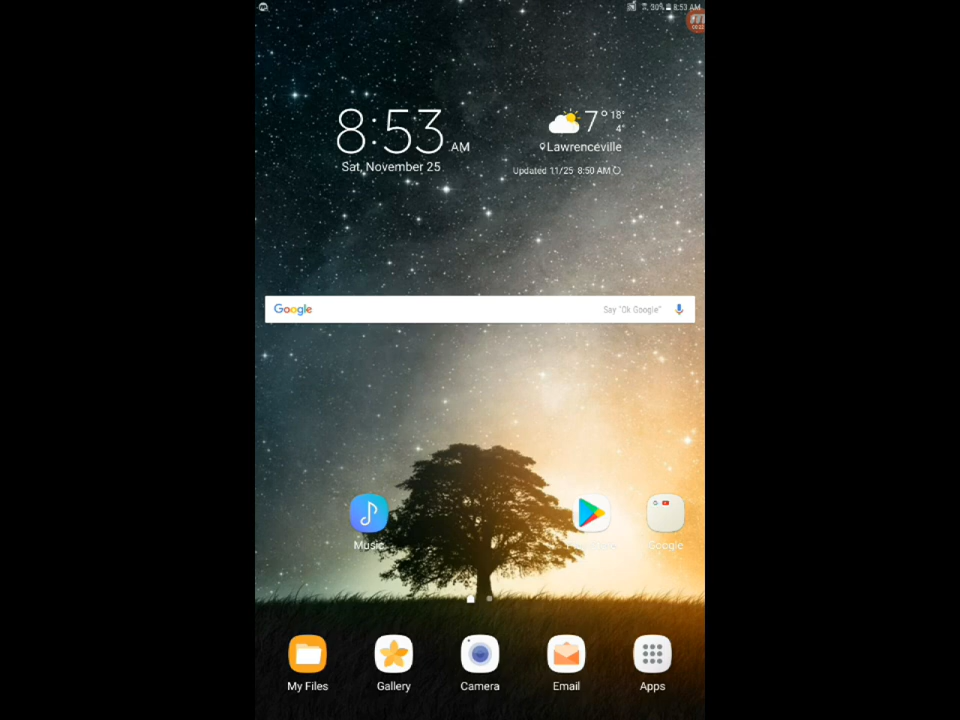 30% 8:53 AM
8:53 AM
Sat, November 25
7° 18°
4°
Lawrenceville
Updated 11/25 8:50 AM
Google
Say "Ok Google"
Music
Google
My Files
Gallery
Camera
Email
Apps